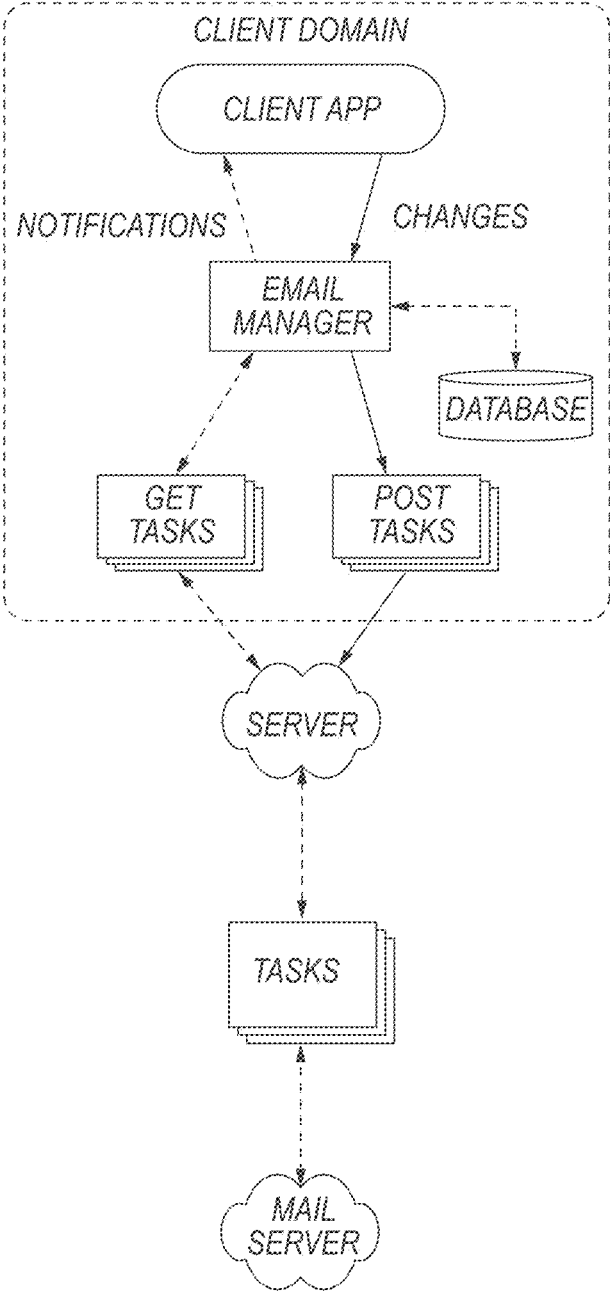 CLIENT DOMAIN
CLIENT APP
NOTIFICATIONS
CHANGES
EMAIL
MANAGER
DATABASE
GET
TASKS
POST
TASKS
SERVER
TASKS
MAIL
SERVER